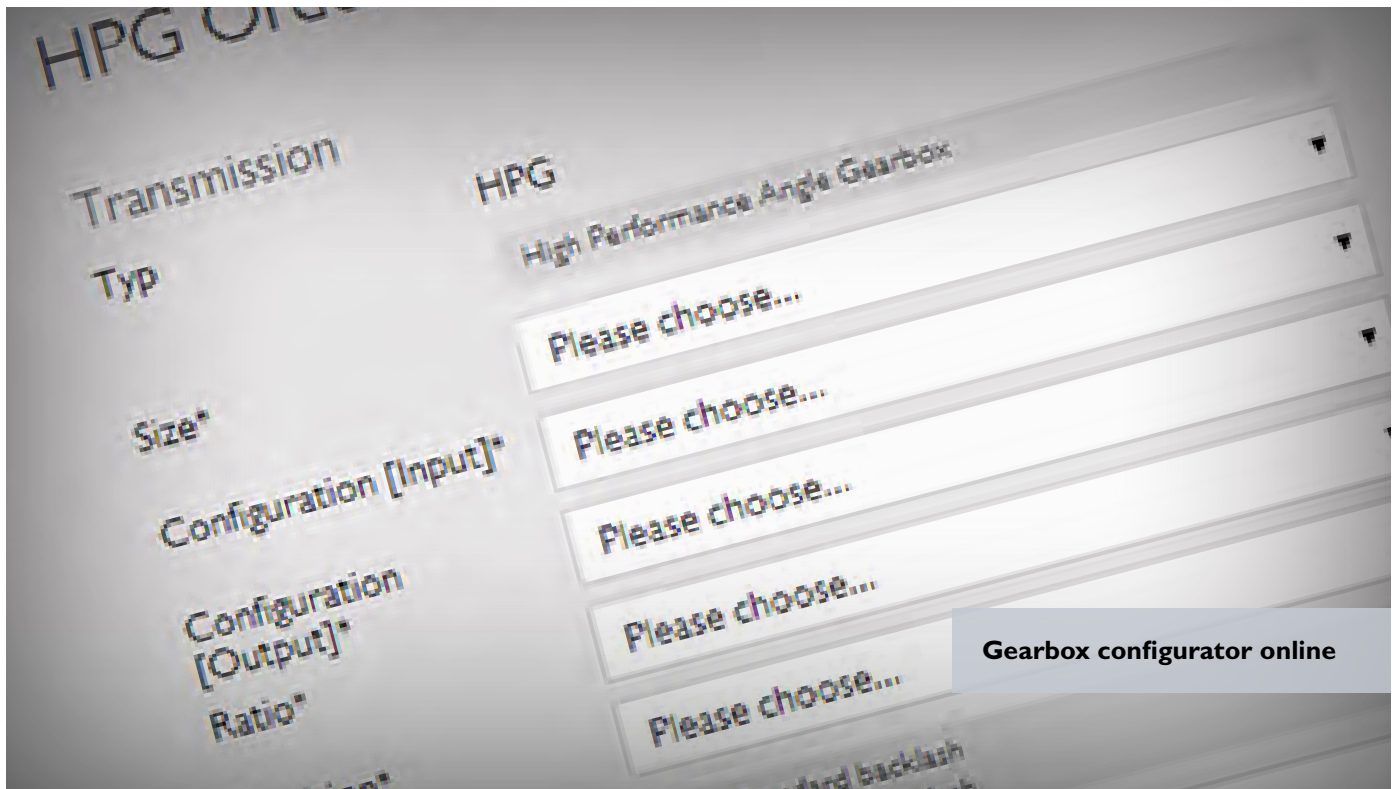 HPG
Transmission
HPG
Typ
High Performance Angle Gearbox
Size*
Please choose...
Configuration [Input]*
Please choose...
Configuration
[Output]*
Please choose...
Ratio*
Please choose...
Please choose...
backlash
Gearbox configurator online